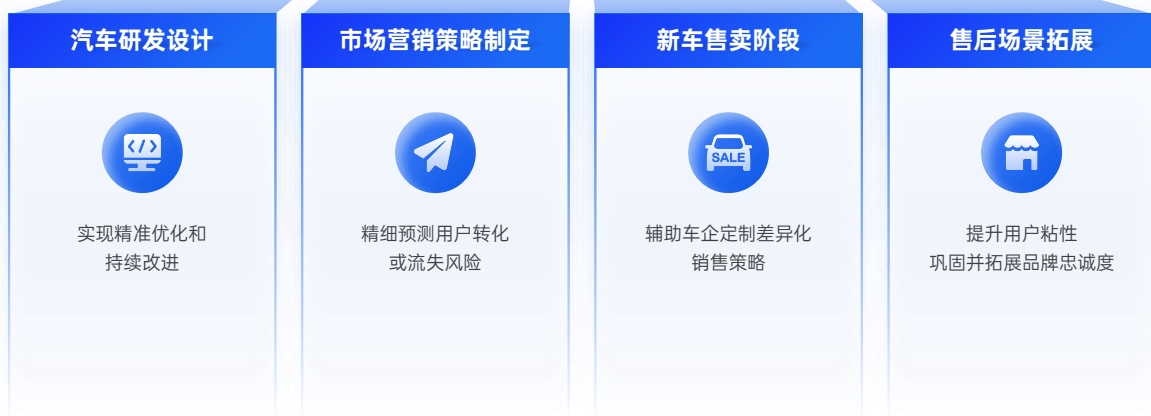 汽车研发设计
市场营销策略制定
新车售卖阶段
售后场景拓展
SALE
实现精准优化和
持续改进
精细预测用户转化
或流失风险
辅助车企定制差异化
销售策略
提升用户粘性
巩固并拓展品牌忠诚度